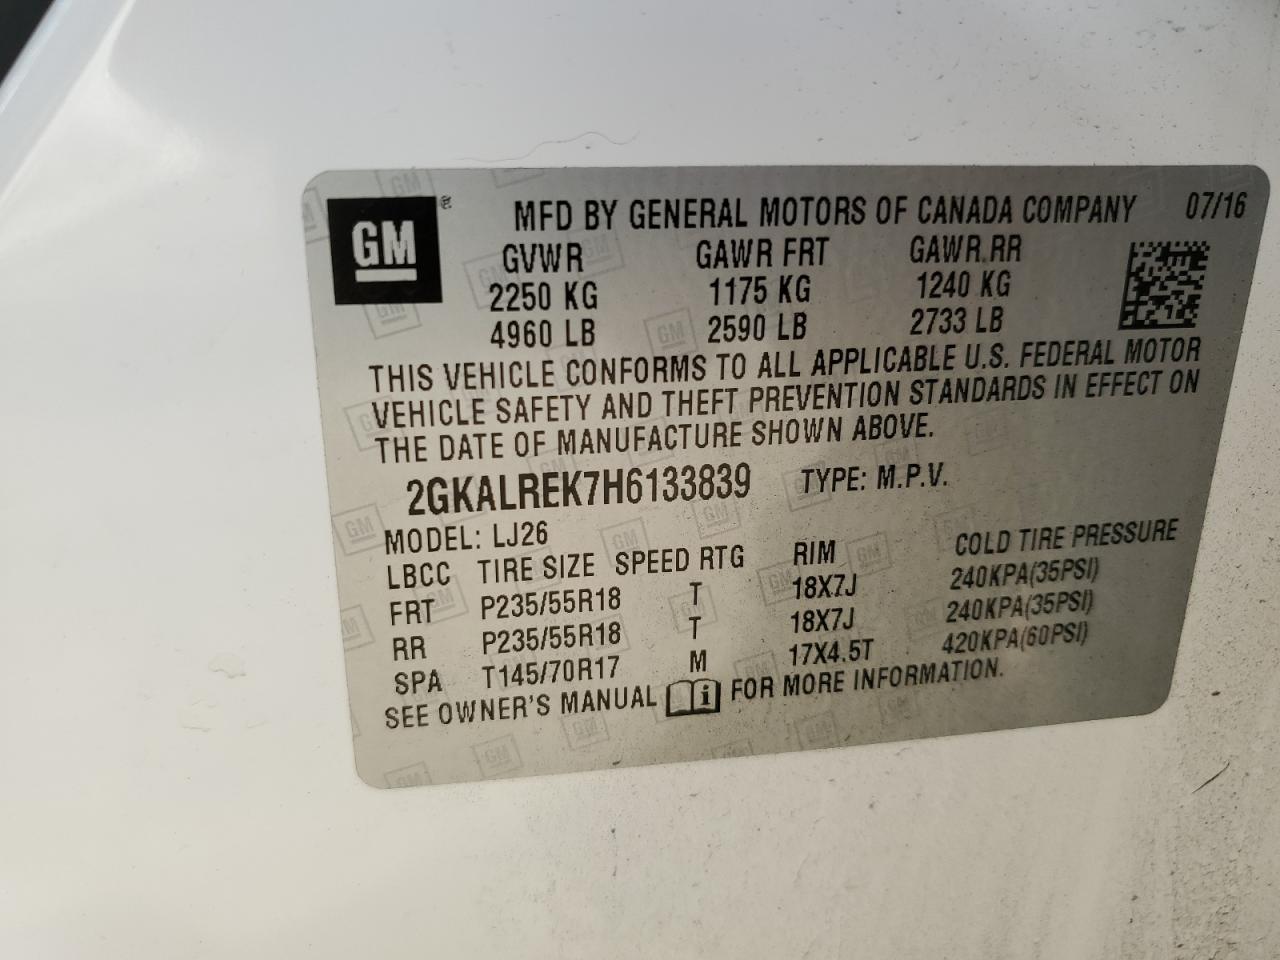 GM
MFD BY GENERAL MOTORS OF CANADA COMPANY 07/16
GVWR GAWR FRT GAWR RR
2250 KG 1175 KG 1240 KG
4960 LB 2590 LB 2733 LB
THIS VEHICLE CONFORMS TO ALL APPLICABLE U.S. FEDERAL MOTOR
VEHICLE SAFETY AND THEFT PREVENTION STANDARDS IN EFFECT ON
THE DATE OF MANUFACTURE SHOWN ABOVE.
2GKALREK7H6133839 TYPE: M.P.V.
MODEL: LJ26
LBCC TIRE SIZE SPEED RTG RIM COLD TIRE PRESSURE
FRT P235/55R18 T 18X7J 240KPA(35PSI)
RR P235/55R18 T 18X7J 240KPA(35PSI)
SPA T145/70R17 M 17X4.5T 420KPA(60PSI)
SEE OWNER'S MANUAL i FOR MORE INFORMATION.